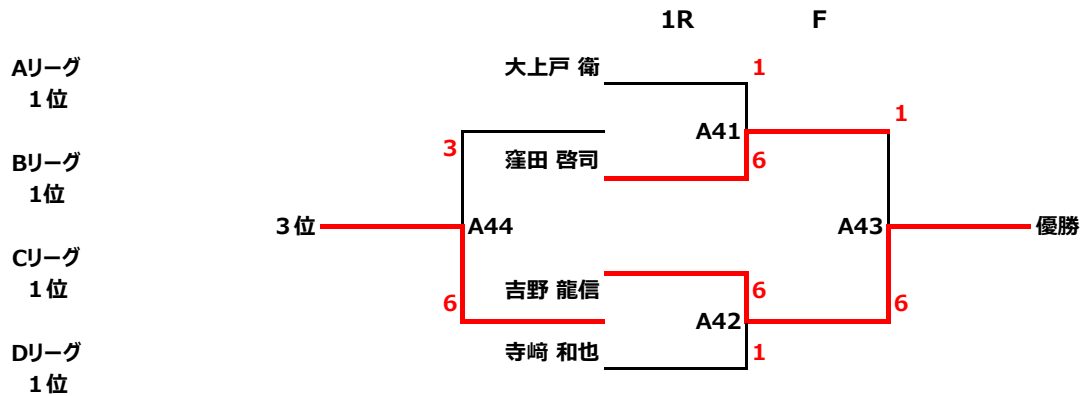 1R F
Aリーグ
1位
大上戸 衛
1
A41
1
Bリーグ
1位
3
窪田 啓司
6
3位
A44
A43
優勝
Cリーグ
1位
6
吉野 龍信
6
A42
6
Dリーグ
1位
寺﨑 和也
1